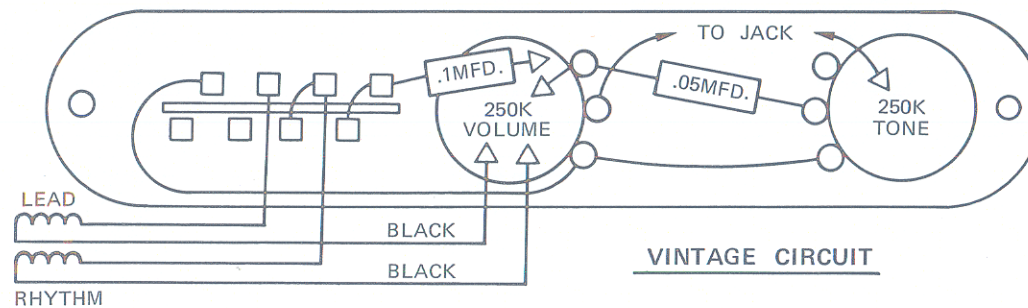 TO JACK
.1MFD.
.05MFD.
250K
VOLUME
250K
TONE
LEAD
BLACK
BLACK
RHYTHM
VINTAGE CIRCUIT